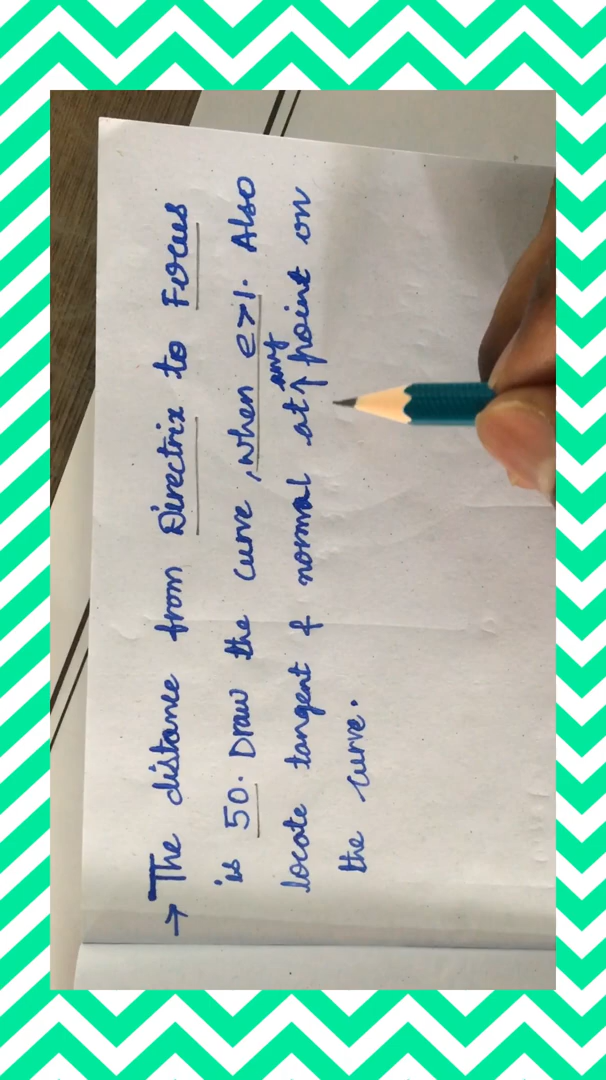 → The distance from Directrix to Focus
is 50. Draw the curve, when e>1. Also
locate tangent & normal at ↑ any point on
the curve.